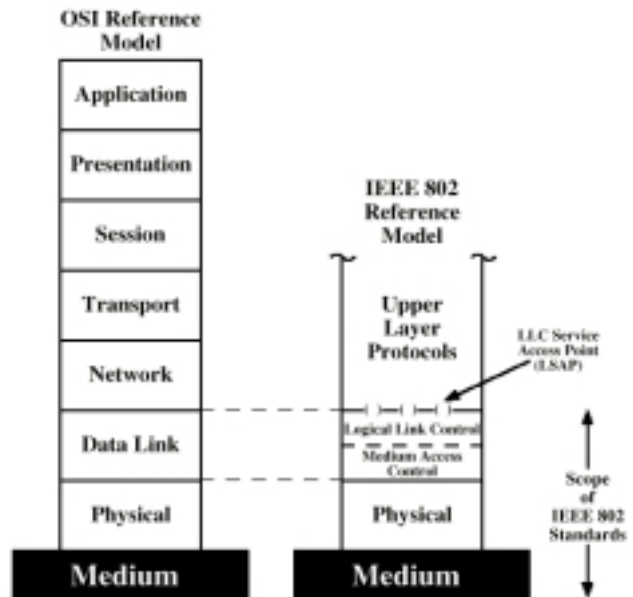 OSI Reference
Model
Application
Presentation
Session
Transport
Network
Data Link
Physical
Medium
IEEE 802
Reference
Model
Upper
Layer
Protocols
LLC Service
Access Point
(LSAP)
Logical Link Control
Medium Access
Control
Physical
Medium
Scope
of
IEEE 802
Standards